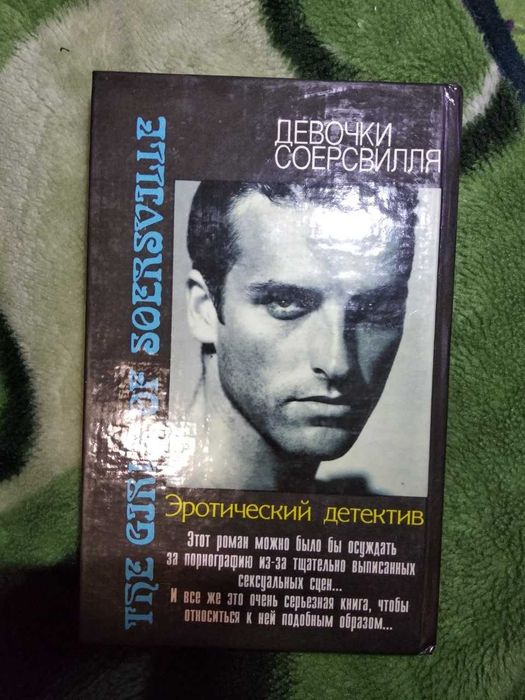 ДЕВОЧКИ
СОЕРСВИЛЛЯ
THE GIRL OF SOERSVILLE
Эротический детектив
Этот роман можно было бы осуждать
за порнографию из-за тщательно выписанных
сексуальных сцен...
И все же это очень серьезная книга, чтобы
относиться к ней подобным образом...